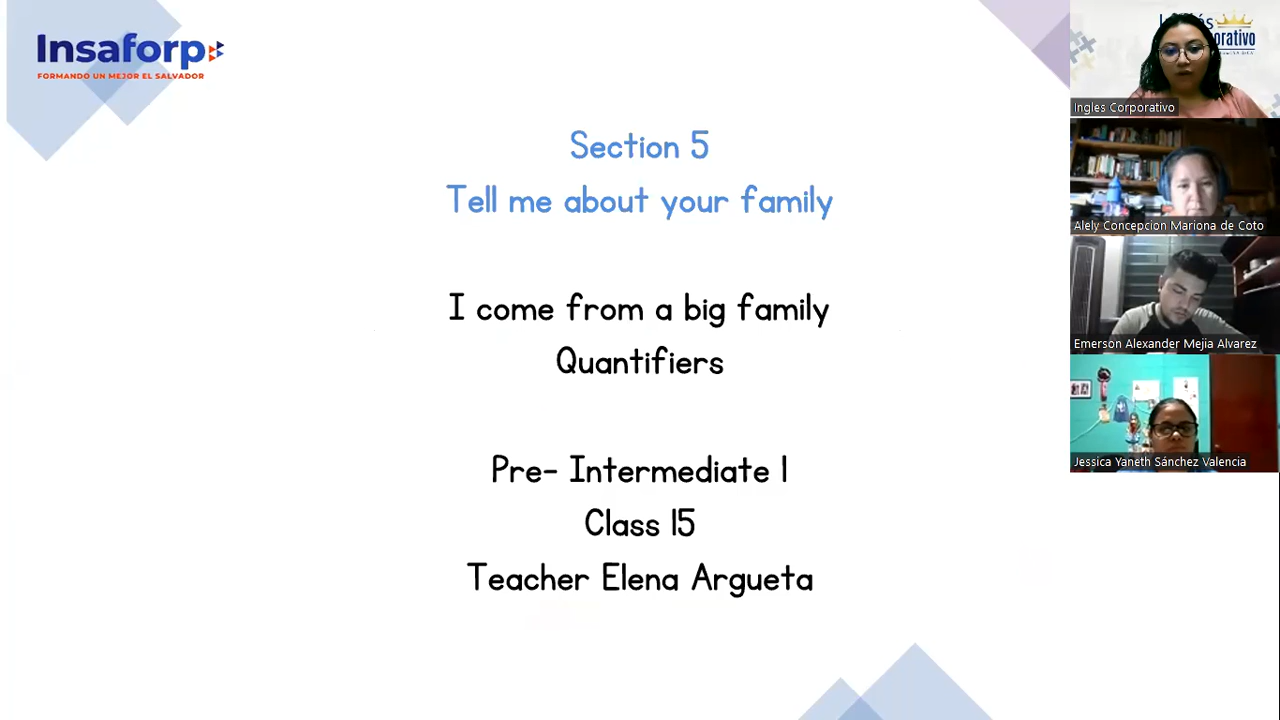 Insaforp
FORMANDO UN MEJOR EL SALVADOR
Section 5
Tell me about your family
I come from a big family
Quantifiers
Pre- Intermediate 1
Class 15
Teacher Elena Argueta
Ingles Corporativo
Alely Concepcion Mariona de Coto
Emerson Alexander Mejia Alvarez
Jessica Yaneth Sánchez Valencia